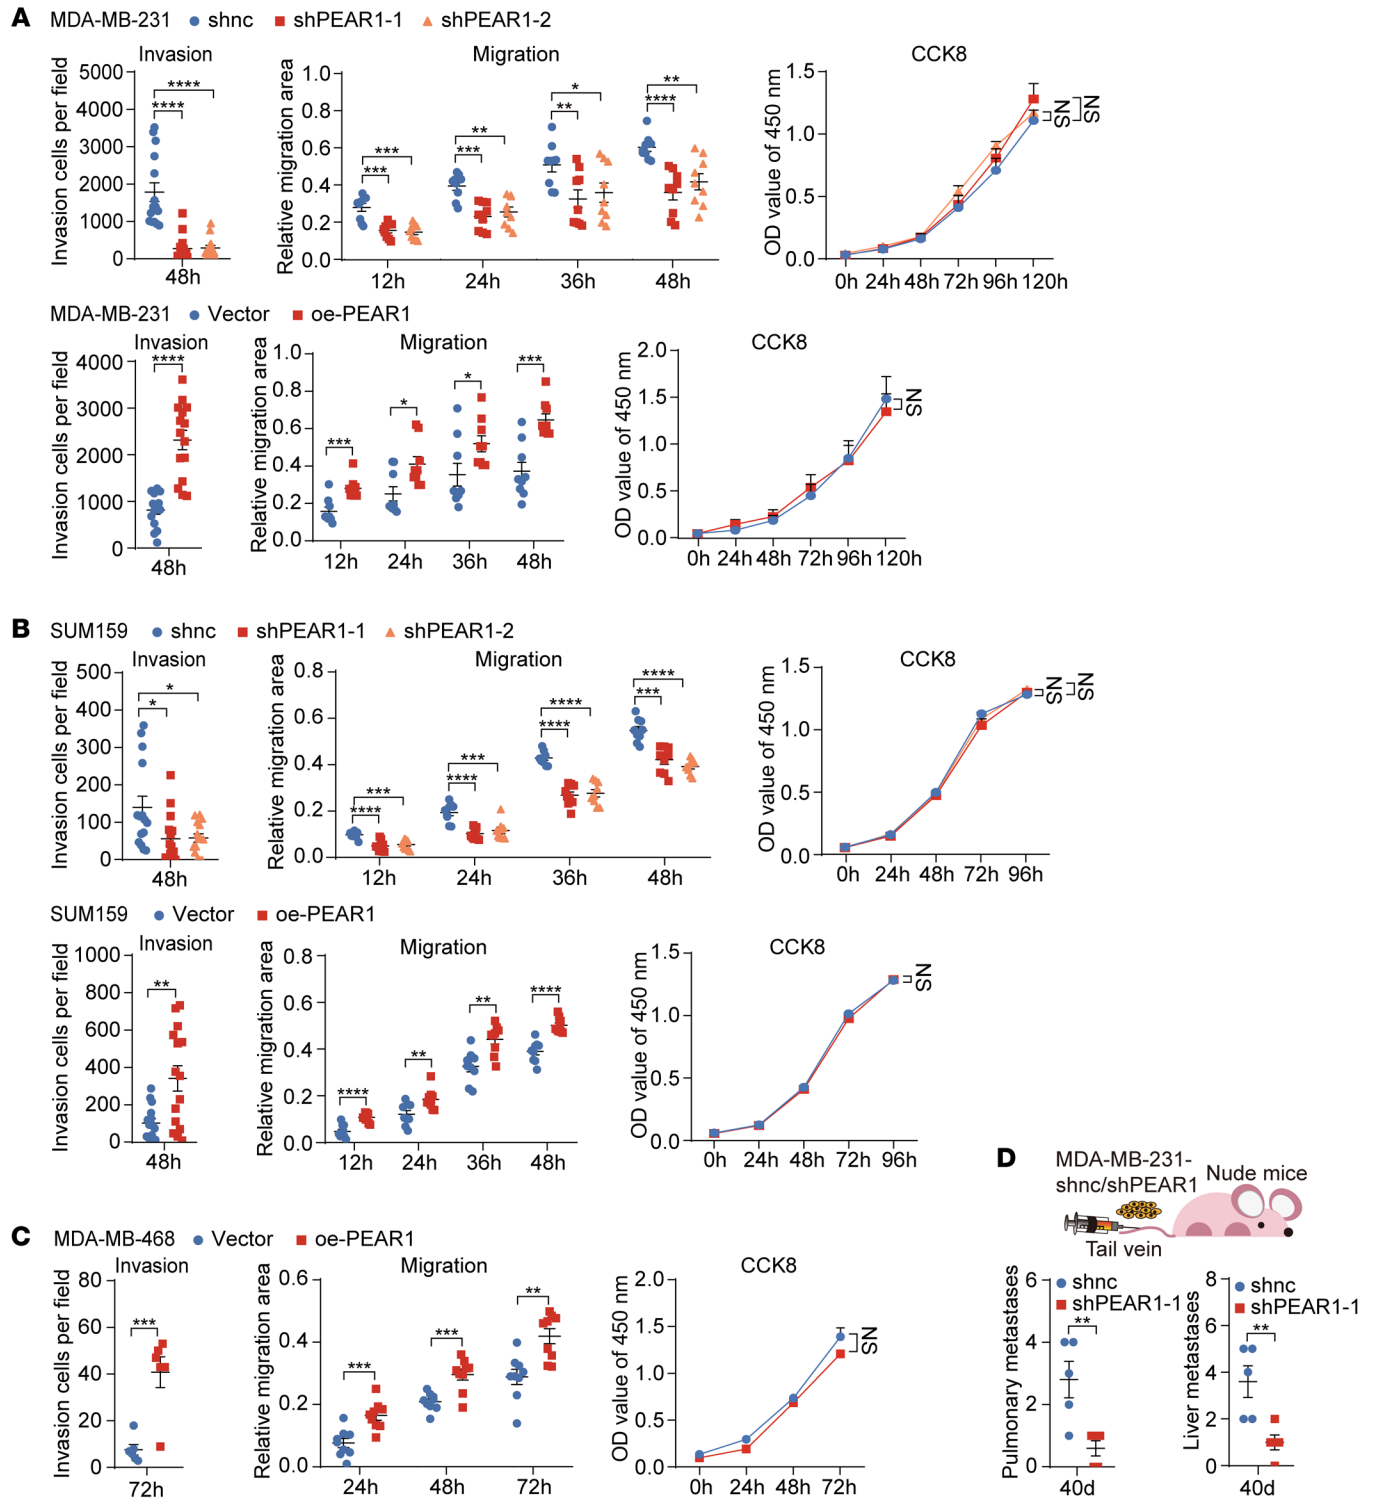 A
MDA-MB-231 shnc shPEAR1-1 shPEAR1-2
Invasion
Invasion cells per field
5000
4000
3000
2000
1000
0
****
****
48h
Migration
Relative migration area
1.0
0.8
0.6
0.4
0.2
0.0
***
***
**
***
*
**
**
****
12h 24h 36h 48h
CCK8
OD value of 450 nm
1.5
1.0
0.5
0.0
NS
NS
0h 24h 48h 72h 96h 120h
MDA-MB-231 Vector oe-PEAR1
Invasion
Invasion cells per field
4000
3000
2000
1000
0
****
48h
Migration
Relative migration area
1.0
0.8
0.6
0.4
0.2
0.0
***
*
*
***
12h 24h 36h 48h
CCK8
OD value of 450 nm
2.0
1.5
1.0
0.5
0.0
NS
0h 24h 48h 72h 96h 120h
B
SUM159 shnc shPEAR1-1 shPEAR1-2
Invasion
Invasion cells per field
500
400
300
200
100
0
*
*
48h
Migration
Relative migration area
0.8
0.6
0.4
0.2
0.0
***
****
***
****
****
****
****
***
12h 24h 36h 48h
CCK8
OD value of 450 nm
1.5
1.0
0.5
0.0
NS
NS
0h 24h 48h 72h 96h
SUM159 Vector oe-PEAR1
Invasion
Invasion cells per field
1000
800
600
400
200
0
**
48h
Migration
Relative migration area
0.8
0.6
0.4
0.2
0.0
****
**
**
****
12h 24h 36h 48h
CCK8
OD value of 450 nm
1.5
1.0
0.5
0.0
NS
0h 24h 48h 72h 96h
C
MDA-MB-468 Vector oe-PEAR1
Invasion
Invasion cells per field
80
60
40
20
0
***
72h
Migration
Relative migration area
0.6
0.4
0.2
0.0
***
***
**
24h 48h 72h
CCK8
OD value of 450 nm
2.0
1.5
1.0
0.5
0.0
NS
0h 24h 48h 72h
D
MDA-MB-231-
shnc/shPEAR1
Nude mice
Tail vein
Pulmonary metastases
6
4
2
0
shnc
shPEAR1-1
**
40d
Liver metastases
8
6
4
2
0
shnc
shPEAR1-1
**
40d